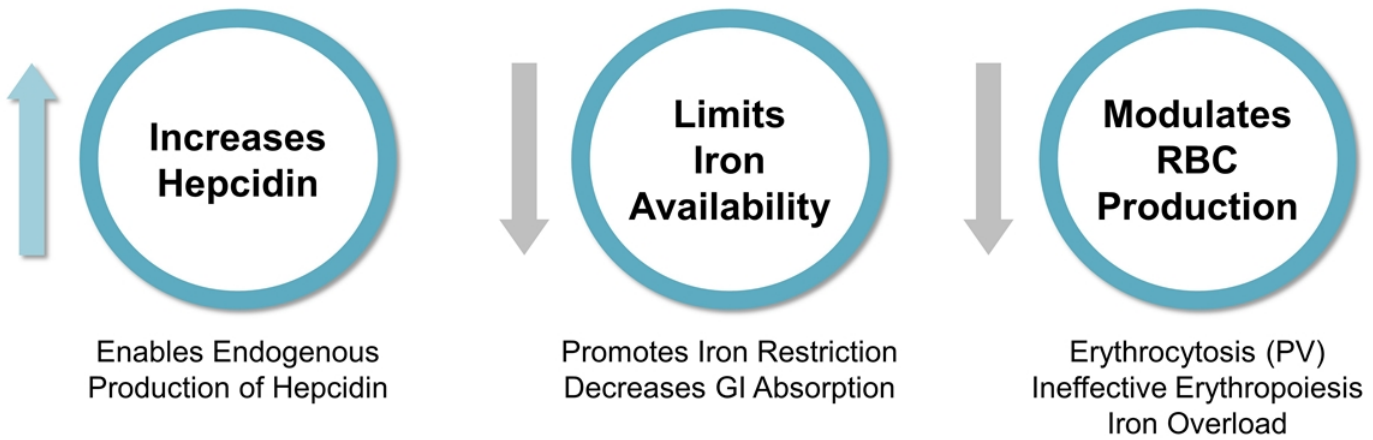 Increases
Hepcidin
Enables Endogenous
Production of Hepcidin
Limits
Iron
Availability
Promotes Iron Restriction
Decreases GI Absorption
Modulates
RBC
Production
Erythrocytosis (PV)
Ineffective Erythropoiesis
Iron Overload